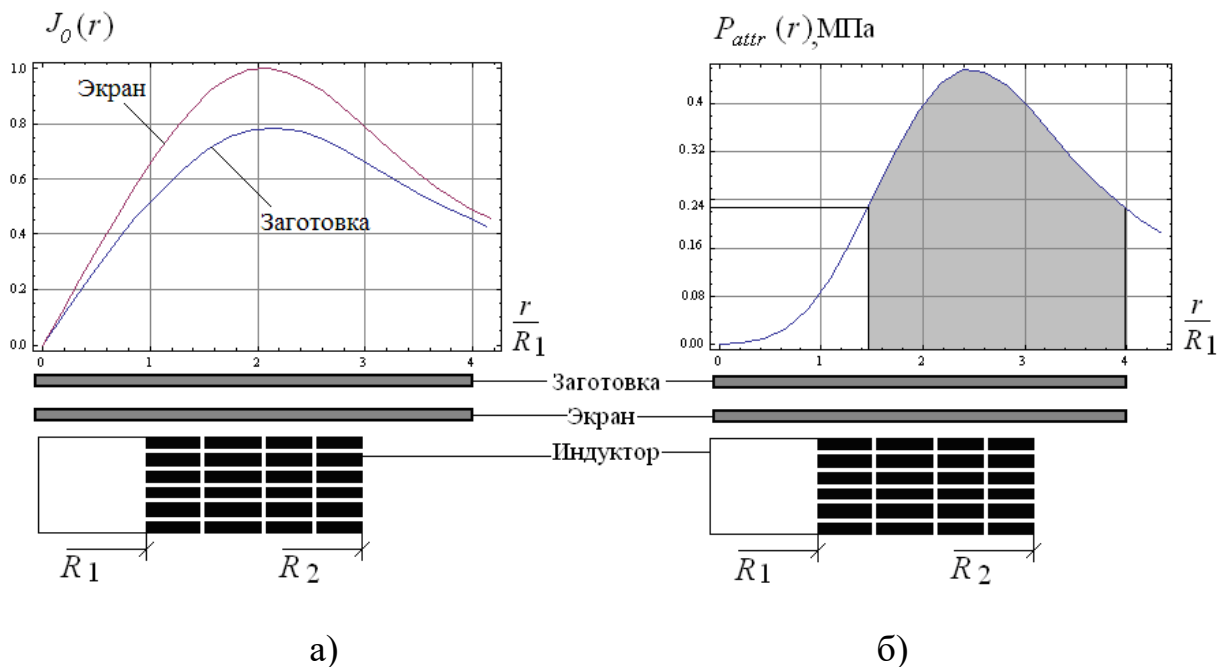 J₀(r)
1.0
0.8
0.6
0.4
0.2
0.0
0 1 2 3 4
r/R₁
Экран
Заготовка
P_attr (r),МПа
0.4
0.32
0.24
0.16
0.08
0.00
0 1 2 3 4
r/R₁
Заготовка
Экран
Индуктор
R₁ R₂
R₁ R₂
а) б)